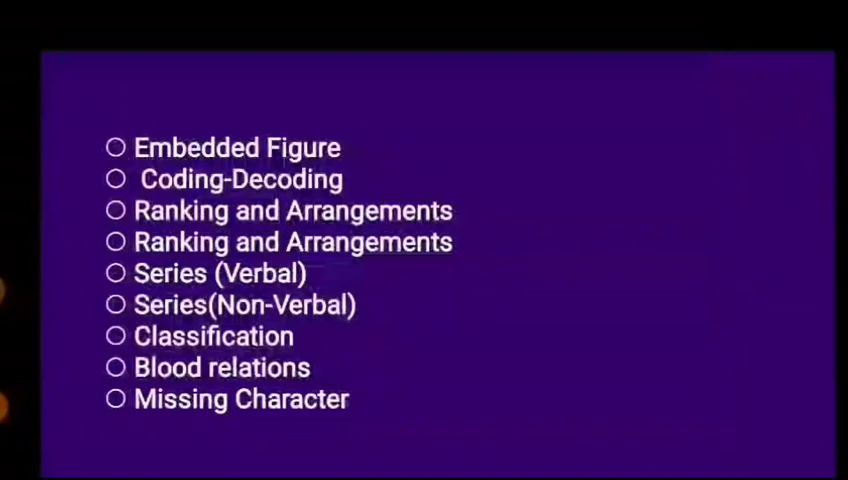 Embedded Figure
Coding-Decoding
Ranking and Arrangements
Ranking and Arrangements
Series (Verbal)
Series(Non-Verbal)
Classification
Blood relations
Missing Character